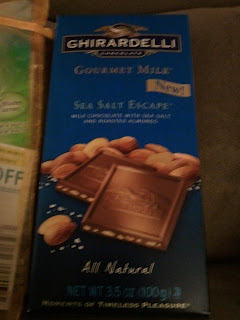 GHIRARDELLI
CHOCOLATE
GOURMET MILK
New!
SEA SALT ESCAPE
MILK CHOCOLATE WITH SEA SALT
AND ROASTED ALMONDS
OFF
All Natural
NET WT 3.5 OZ (100g)
MOMENTS OF TIMELESS PLEASURE